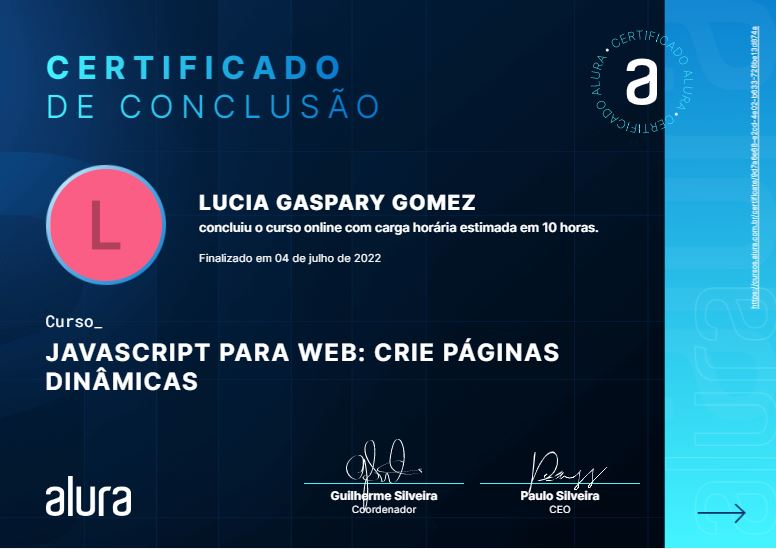 CERTIFICADO
DE CONCLUSÃO
CERTIFICADO ALURA • CERTIFICADO ALURA •
a
L
LUCIA GASPARY GOMEZ
concluiu o curso online com carga horária estimada em 10 horas.
Finalizado em 04 de julho de 2022
Curso_
JAVASCRIPT PARA WEB: CRIE PÁGINAS
DINÂMICAS
alura
Guilherme Silveira
Coordenador
Paulo Silveira
CEO
alura